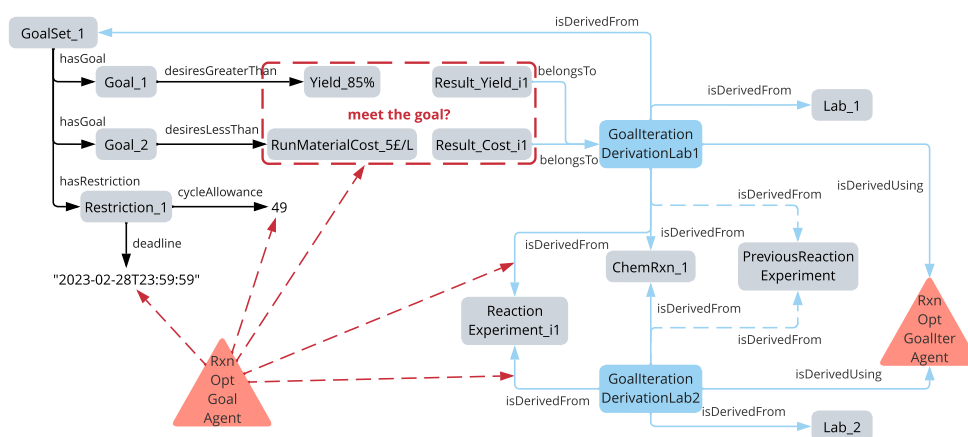 isDerivedFrom
GoalSet_1
hasGoal
desiresGreaterThan
Goal_1
Yield_85%
Result_Yield_i1
belongsTo
isDerivedFrom
Lab_1
meet the goal?
hasGoal
desiresLessThan
Goal_2
RunMaterialCost_5£/L
Result_Cost_i1
belongsTo
GoalIteration
DerivationLab1
hasRestriction
cycleAllowance
Restriction_1
49
isDerivedUsing
isDerivedFrom
deadline
isDerivedFrom
isDerivedFrom
"2023-02-28T23:59:59"
ChemRxn_1
PreviousReaction
Experiment
Reaction
Experiment_i1
isDerivedFrom
isDerivedFrom
Rxn
Opt
GoalIter
Agent
Rxn
Opt
Goal
Agent
GoalIteration
DerivationLab2
isDerivedUsing
isDerivedFrom
isDerivedFrom
Lab_2